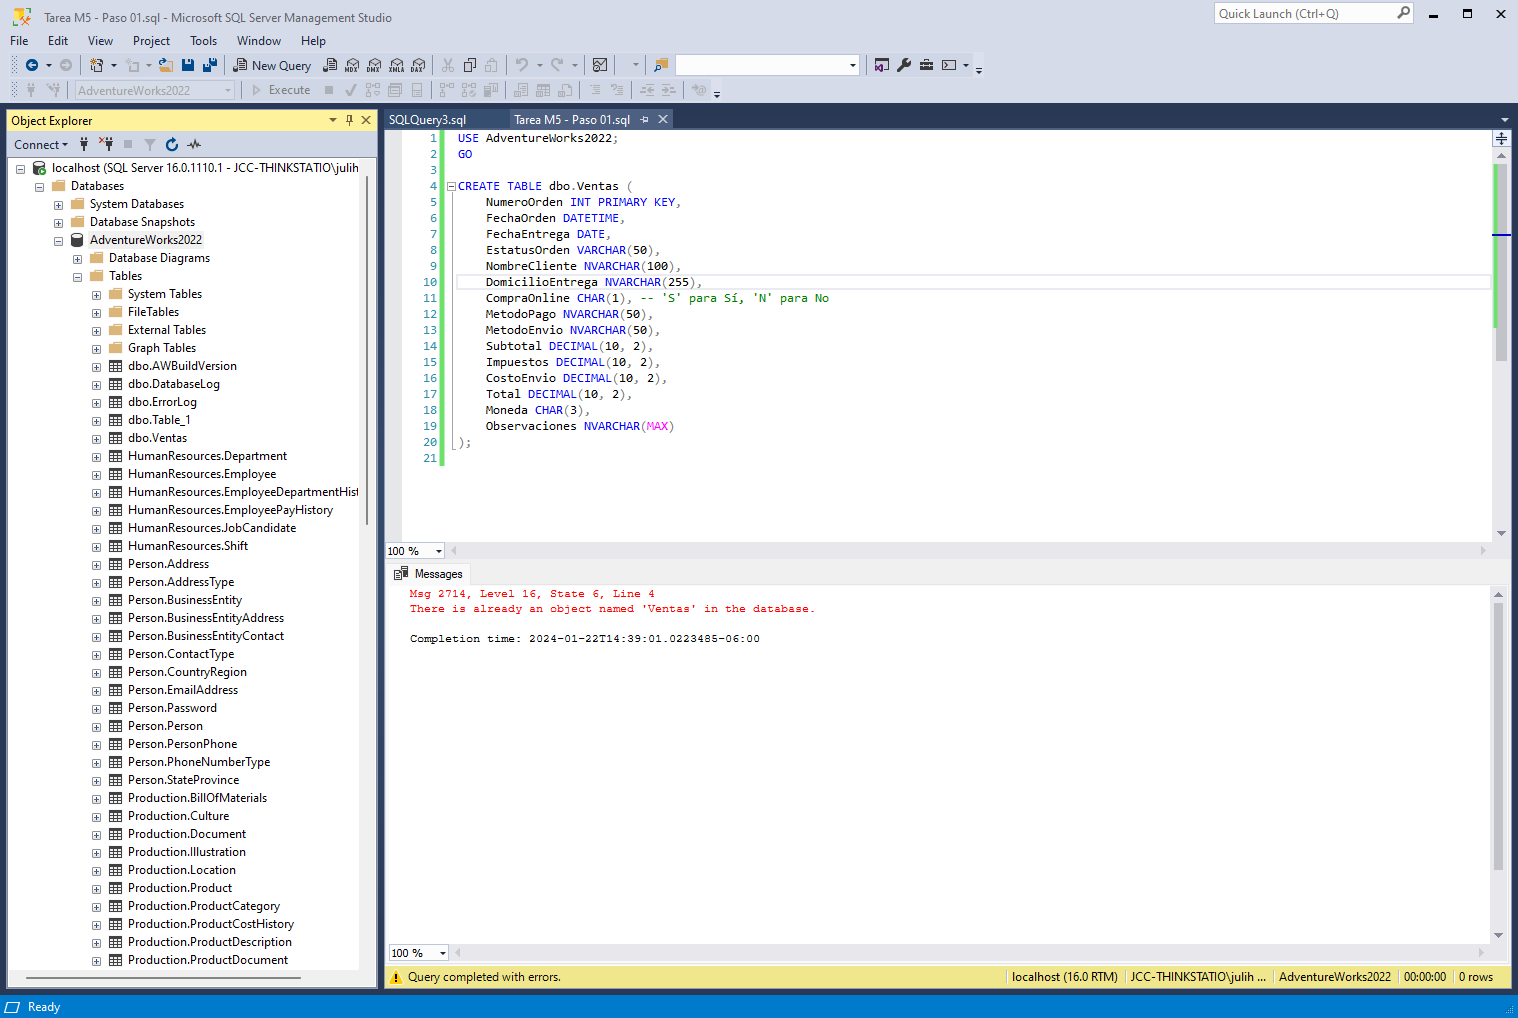 Tarea M5 - Paso 01.sql - Microsoft SQL Server Management Studio
Quick Launch (Ctrl+Q)
File Edit View Project Tools Window Help
New Query MDX DMX XMLA DAX
AdventureWorks2022 Execute
Object Explorer
Connect
localhost (SQL Server 16.0.1110.1 - JCC-THINKSTATIO\julih
Databases
System Databases
Database Snapshots
AdventureWorks2022
Database Diagrams
Tables
System Tables
FileTables
External Tables
Graph Tables
dbo.AWBuildVersion
dbo.DatabaseLog
dbo.ErrorLog
dbo.Table_1
dbo.Ventas
HumanResources.Department
HumanResources.Employee
HumanResources.EmployeeDepartmentHist
HumanResources.EmployeePayHistory
HumanResources.JobCandidate
HumanResources.Shift
Person.Address
Person.AddressType
Person.BusinessEntity
Person.BusinessEntityAddress
Person.BusinessEntityContact
Person.ContactType
Person.CountryRegion
Person.EmailAddress
Person.Password
Person.Person
Person.PersonPhone
Person.PhoneNumberType
Person.StateProvince
Production.BillOfMaterials
Production.Culture
Production.Document
Production.Illustration
Production.Location
Production.Product
Production.ProductCategory
Production.ProductCostHistory
Production.ProductDescription
Production.ProductDocument
SQLQuery3.sql Tarea M5 - Paso 01.sql
1 USE AdventureWorks2022;
2 GO
3
4 CREATE TABLE dbo.Ventas (
5 NumeroOrden INT PRIMARY KEY,
6 FechaOrden DATETIME,
7 FechaEntrega DATE,
8 EstatusOrden VARCHAR(50),
9 NombreCliente NVARCHAR(100),
10 DomicilioEntrega NVARCHAR(255),
11 CompraOnline CHAR(1), -- 'S' para Sí, 'N' para No
12 MetodoPago NVARCHAR(50),
13 MetodoEnvio NVARCHAR(50),
14 Subtotal DECIMAL(10, 2),
15 Impuestos DECIMAL(10, 2),
16 CostoEnvio DECIMAL(10, 2),
17 Total DECIMAL(10, 2),
18 Moneda CHAR(3),
19 Observaciones NVARCHAR(MAX)
20 );
21
100 %
Messages
Msg 2714, Level 16, State 6, Line 4
There is already an object named 'Ventas' in the database.
Completion time: 2024-01-22T14:39:01.0223485-06:00
100 %
Query completed with errors. localhost (16.0 RTM) JCC-THINKSTATIO\julih ... AdventureWorks2022 00:00:00 0 rows
Ready